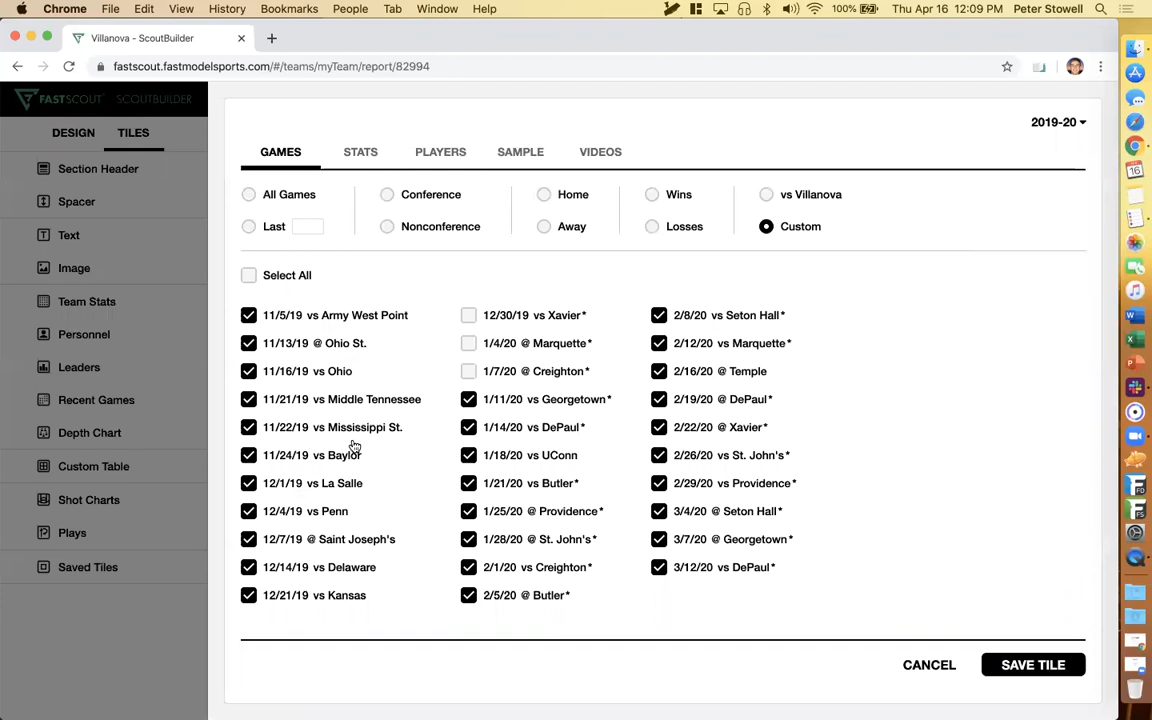 Chrome File Edit View History Bookmarks People Tab Window Help 100% Thu Apr 16 12:09 PM Peter Stowell
Villanova - ScoutBuilder
fastscout.fastmodelsports.com/#/teams/myTeam/report/82994
FASTSCOUT SCOUTBUILDER
DESIGN TILES
Section Header
Spacer
Text
Image
Team Stats
Personnel
Leaders
Recent Games
Depth Chart
Custom Table
Shot Charts
Plays
Saved Tiles
2019-20
GAMES STATS PLAYERS SAMPLE VIDEOS
All Games Conference Home Wins vs Villanova
Last Nonconference Away Losses Custom
Select All
11/5/19 vs Army West Point
11/13/19 @ Ohio St.
11/16/19 vs Ohio
11/21/19 vs Middle Tennessee
11/22/19 vs Mississippi St.
11/24/19 vs Baylor
12/1/19 vs La Salle
12/4/19 vs Penn
12/7/19 @ Saint Joseph's
12/14/19 vs Delaware
12/21/19 vs Kansas
12/30/19 vs Xavier*
1/4/20 @ Marquette*
1/7/20 @ Creighton*
1/11/20 vs Georgetown*
1/14/20 vs DePaul*
1/18/20 vs UConn
1/21/20 vs Butler*
1/25/20 @ Providence*
1/28/20 @ St. John's*
2/1/20 vs Creighton*
2/5/20 @ Butler*
2/8/20 vs Seton Hall*
2/12/20 vs Marquette*
2/16/20 @ Temple
2/19/20 @ DePaul*
2/22/20 @ Xavier*
2/26/20 vs St. John's*
2/29/20 vs Providence*
3/4/20 @ Seton Hall*
3/7/20 @ Georgetown*
3/12/20 vs DePaul*
CANCEL SAVE TILE